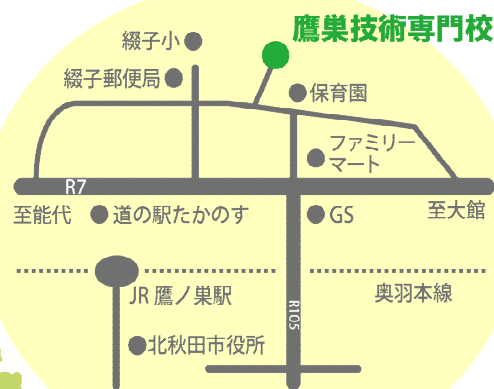 鷹巣技術専門校
綴子小
綴子郵便局
保育園
ファミリー
マート
R7
至能代
道の駅たかのす
GS
至大館
JR鷹ノ巣駅
R105
奥羽本線
北秋田市役所